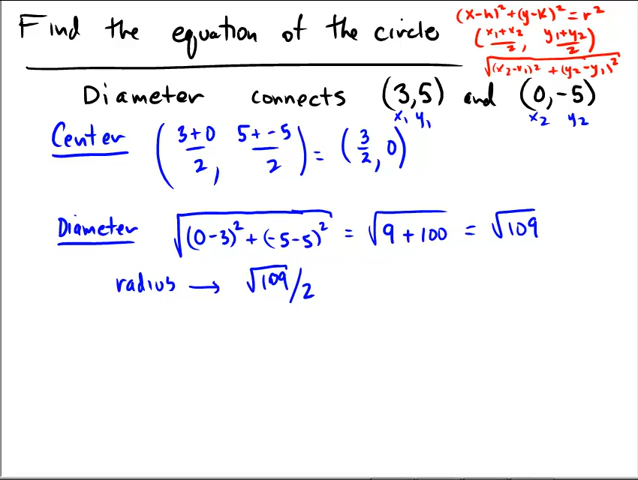 Find the equation of the circle
(x-h)² + (y-k)² = r²
(x₁+x₂/2, y₁+y₂/2)
√(x₂-x₁)² + (y₂-y₁)²
Diameter connects (3,5) and (0,-5)
x₁ y₁ x₂ y₂
Center (3+0/2, 5+-5/2) = (3/2, 0)
Diameter √(0-3)² + (-5-5)² = √9+100 = √109
radius → √109/2